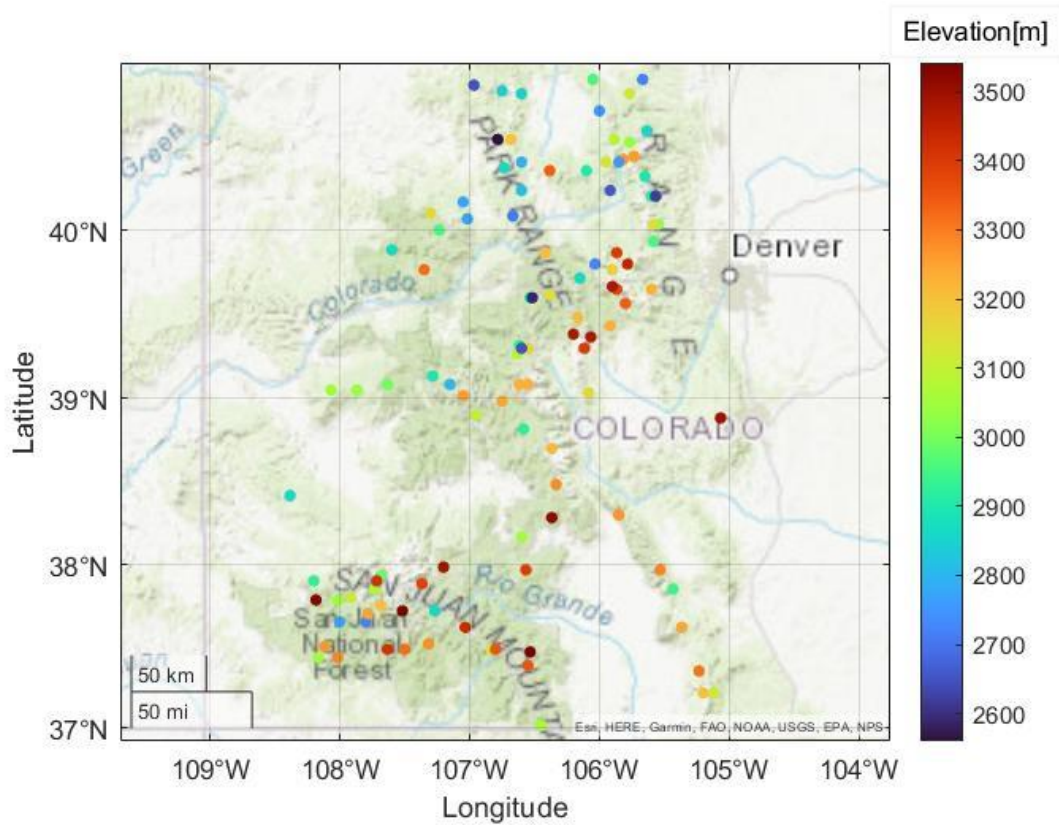 Elevation[m]
3500
3400
3300
3200
3100
3000
2900
2800
2700
2600
Green
PARK RANGE
RANGE
40°N
Denver
Colorado
39°N
COLORADO
38°N
SAN JUAN MOUNTA
Rio Grande
San Juan
National
Forest
37°N
50 km
50 mi
Esri, HERE, Garmin, FAO, NOAA, USGS, EPA, NPS
109°W
108°W
107°W
106°W
105°W
104°W
Latitude
Longitude